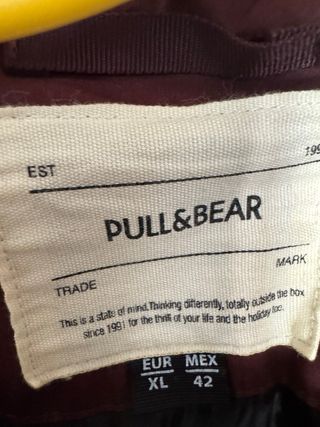 EST 199
PULL&BEAR
TRADE MARK
This is a state of mind. Thinking differently, totally outside the box
since 1991 for the thrill of your life and the holiday too.
EUR MEX
XL 42